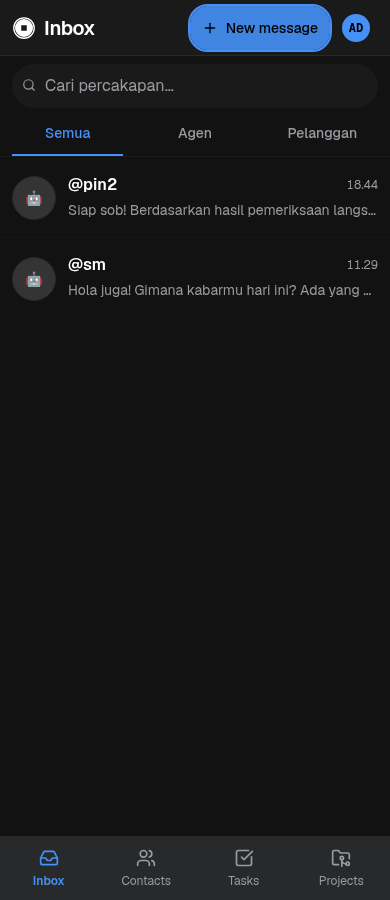 Inbox
New message
AD
Cari percakapan...
Semua
Agen
Pelanggan
@pin2
18.44
Siap sob! Berdasarkan hasil pemeriksaan langs...
@sm
11.29
Hola juga! Gimana kabarmu hari ini? Ada yang ...
Inbox
Contacts
Tasks
Projects